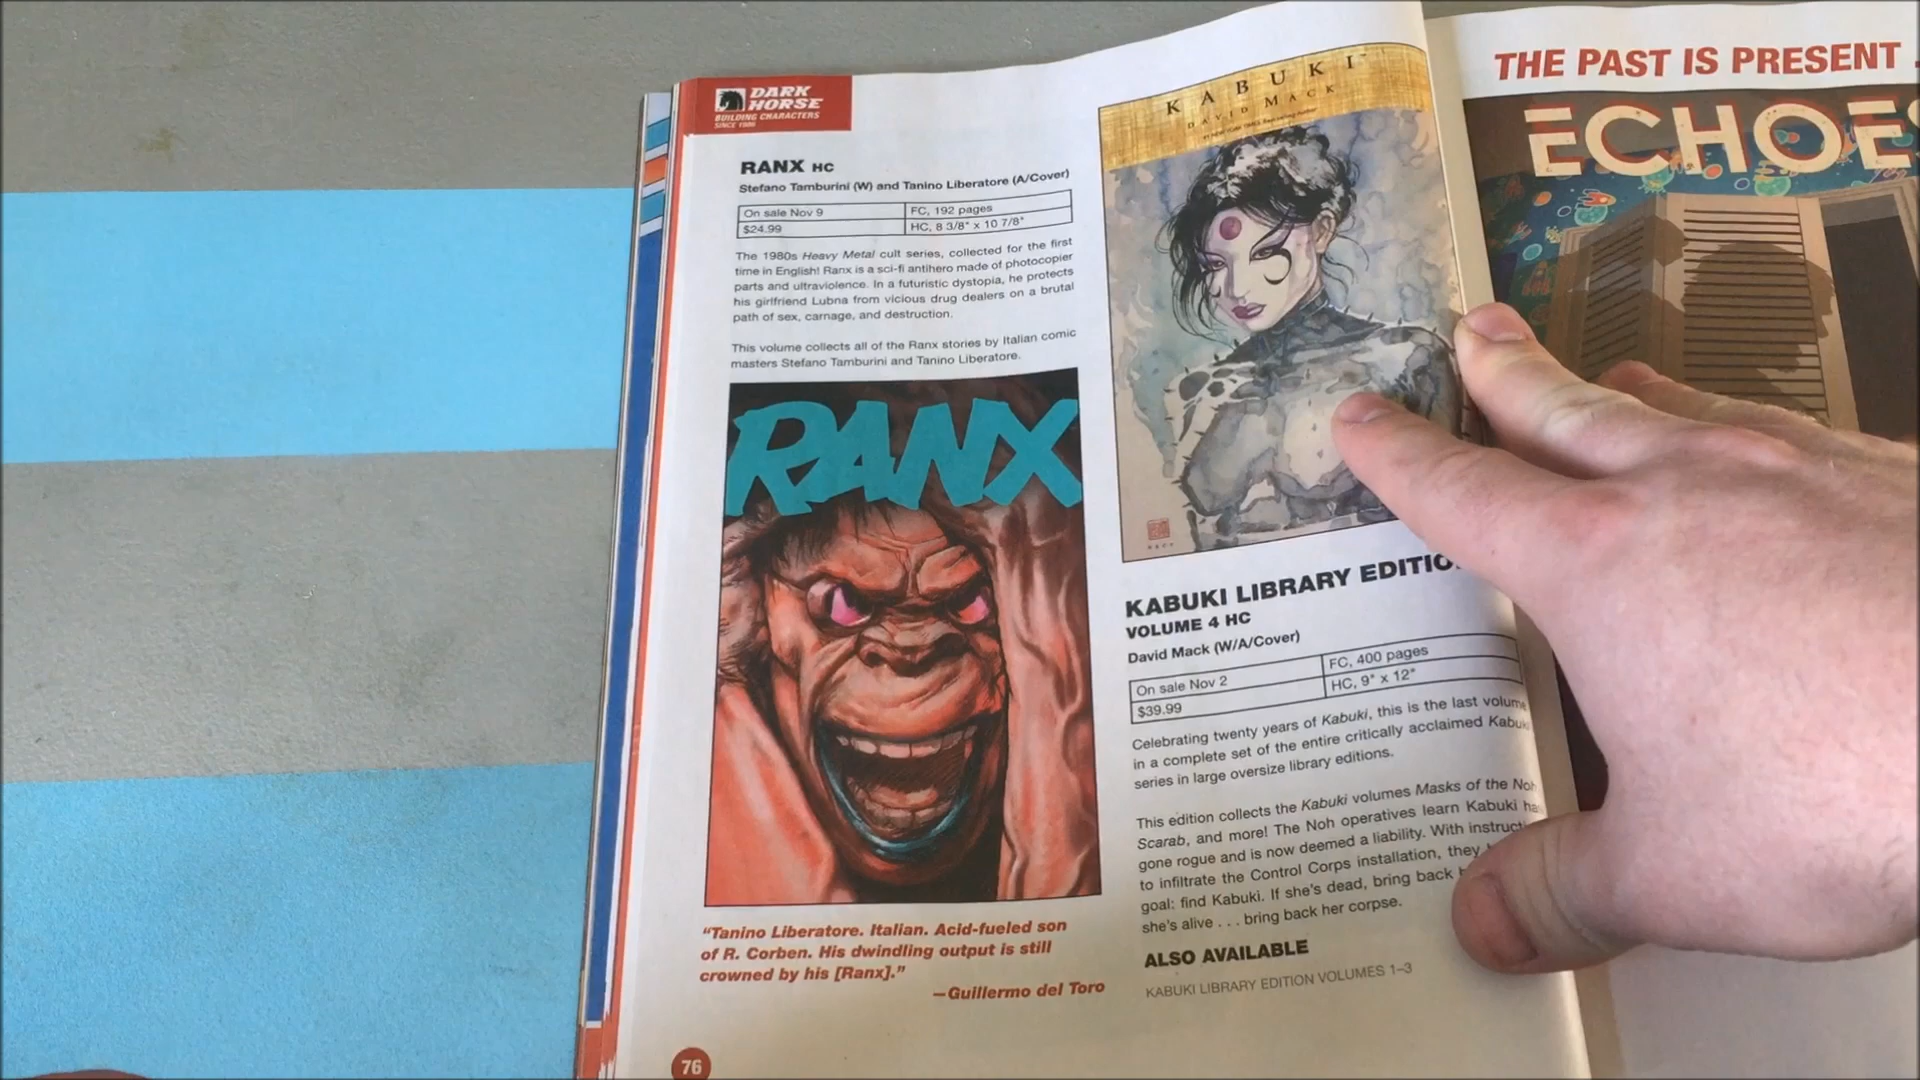 DARK
HORSE
BUILDING CHARACTERS
SINCE 1986
RANX HC
Stefano Tamburini (W) and Tanino Liberatore (A/Cover)
On sale Nov 9
FC, 192 pages
$24.99
HC, 8 3/8" x 10 7/8"
The 1980s Heavy Metal cult series, collected for the first
time in English! Ranx is a sci-fi antihero made of photocopier
parts and ultraviolence. In a futuristic dystopia, he protects
his girlfriend Lubna from vicious drug dealers on a brutal
path of sex, carnage, and destruction.
This volume collects all of the Ranx stories by Italian comic
masters Stefano Tamburini and Tanino Liberatore.
RANX
"Tanino Liberatore. Italian. Acid-fueled son
of R. Corben. His dwindling output is still
crowned by his [Ranx]."
—Guillermo del Toro
76
KABUKI
DAVID MACK
KABUKI LIBRARY
VOLUME 4 HC
David Mack (W/A/Cover)
On sale Nov 2
FC, 400 pages
$39.99
HC, 9" x 12"
Celebrating twenty years of Kabuki, this is the last
in a complete set of the entire critically acclaimed
series in large oversize library editions.
This edition collects the Kabuki volumes Masks of the Noh
Scarab, and more! The Noh operatives learn Kabuki
gone rogue and is now deemed a liability. With
to infiltrate the Control Corps installation, they
goal: find Kabuki. If she's dead, bring back
she's alive . . . bring back her corpse.
ALSO AVAILABLE
KABUKI LIBRARY EDITION VOLUMES 1–3
THE PAST IS PRESENT
ECHOES